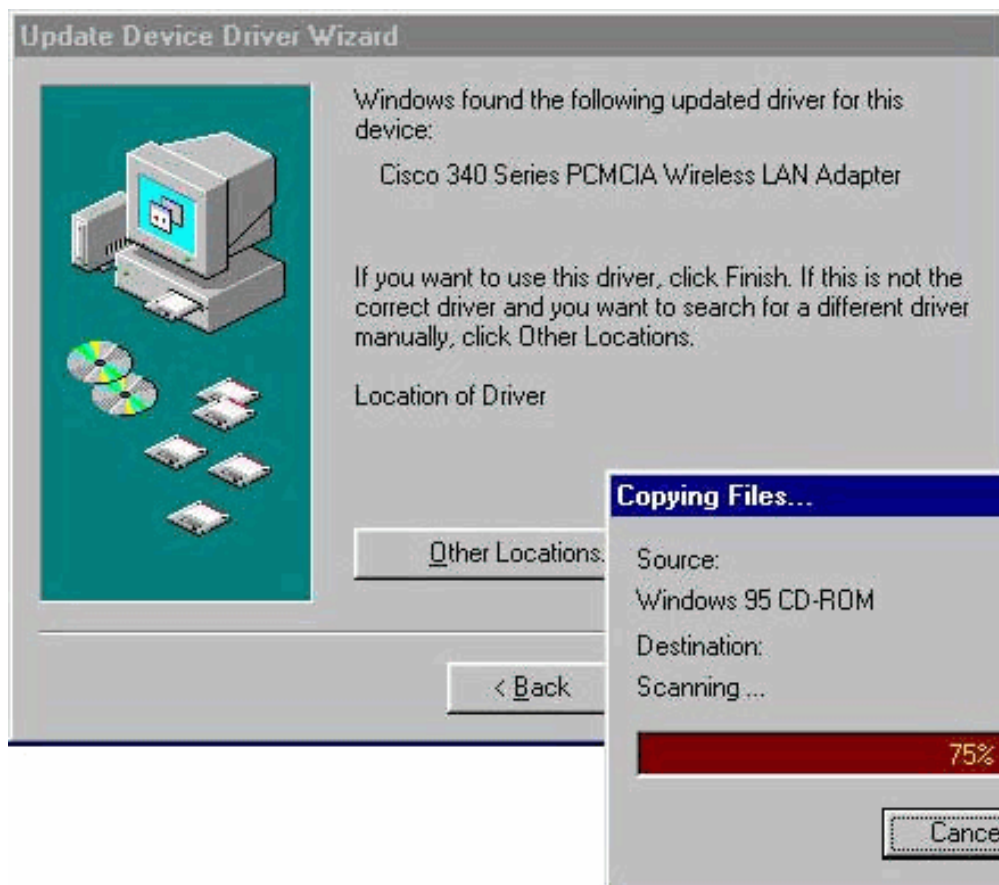 Update Device Driver Wizard
Windows found the following updated driver for this
device:
Cisco 340 Series PCMCIA Wireless LAN Adapter
If you want to use this driver, click Finish. If this is not the
correct driver and you want to search for a different driver
manually, click Other Locations.
Location of Driver
Other Locations.
< Back
Copying Files...
Source:
Windows 95 CD-ROM
Destination:
Scanning ...
75%
Cance